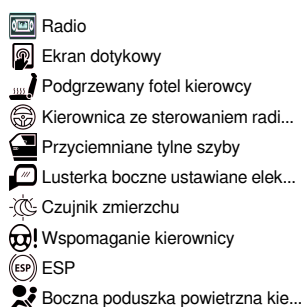 Radio
Ekran dotykowy
Podgrzewany fotel kierowcy
Kierownica ze sterowaniem radi...
Przyciemniane tylne szyby
Lusterka boczne ustawiane elek...
Czujnik zmierzchu
Wspomaganie kierownicy
ESP ESP
Boczna poduszka powietrzna kie...